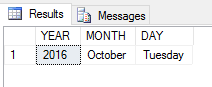 Results Messages
YEAR MONTH DAY
1 2016 October Tuesday